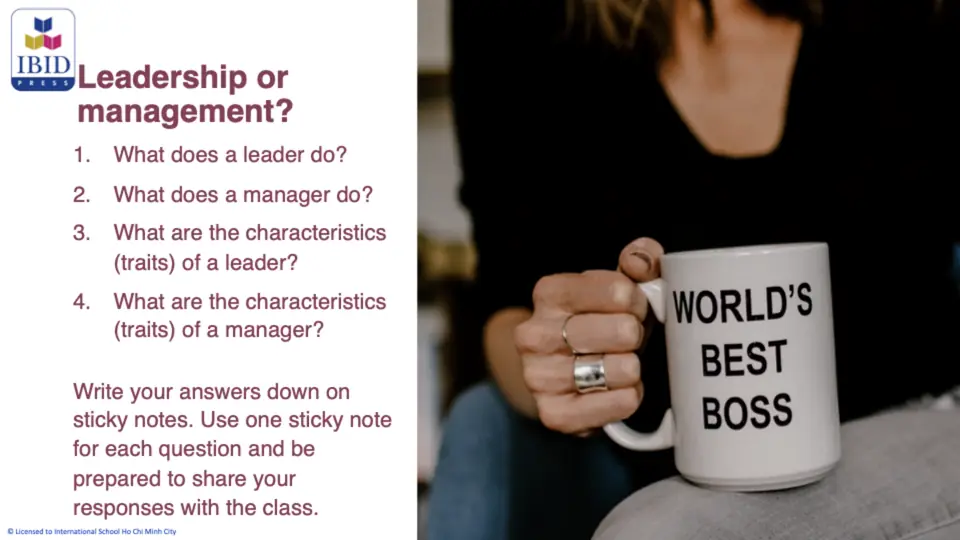 IBID
PRESS
Leadership or
management?
1. What does a leader do?
2. What does a manager do?
3. What are the characteristics
(traits) of a leader?
4. What are the characteristics
(traits) of a manager?
Write your answers down on
sticky notes. Use one sticky note
for each question and be
prepared to share your
responses with the class.
© Licensed to International School Ho Chi Minh City
WORLD'S
BEST
BOSS